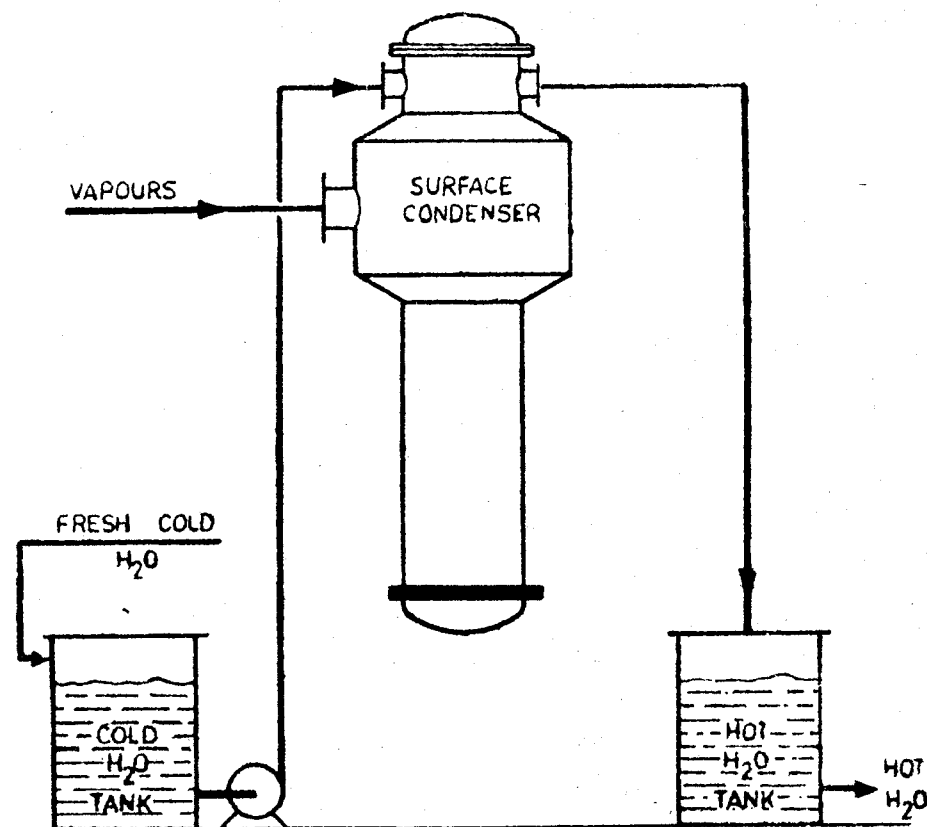 VAPOURS
SURFACE
CONDENSER
FRESH COLD
H₂O
COLD
H₂O
TANK
HOT
H₂O
TANK
HOT
H₂O